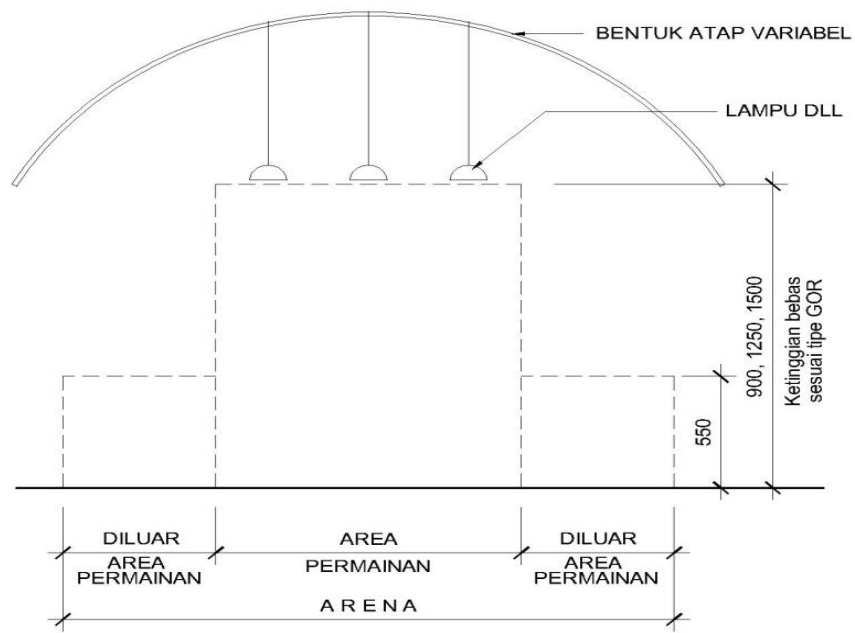 BENTUK ATAP VARIABEL
LAMPU DLL
900, 1250, 1500
Ketinggian bebas
sesuai tipe GOR
550
DILUAR
AREA
PERMAINAN
AREA
PERMAINAN
DILUAR
AREA
PERMAINAN
A R E N A